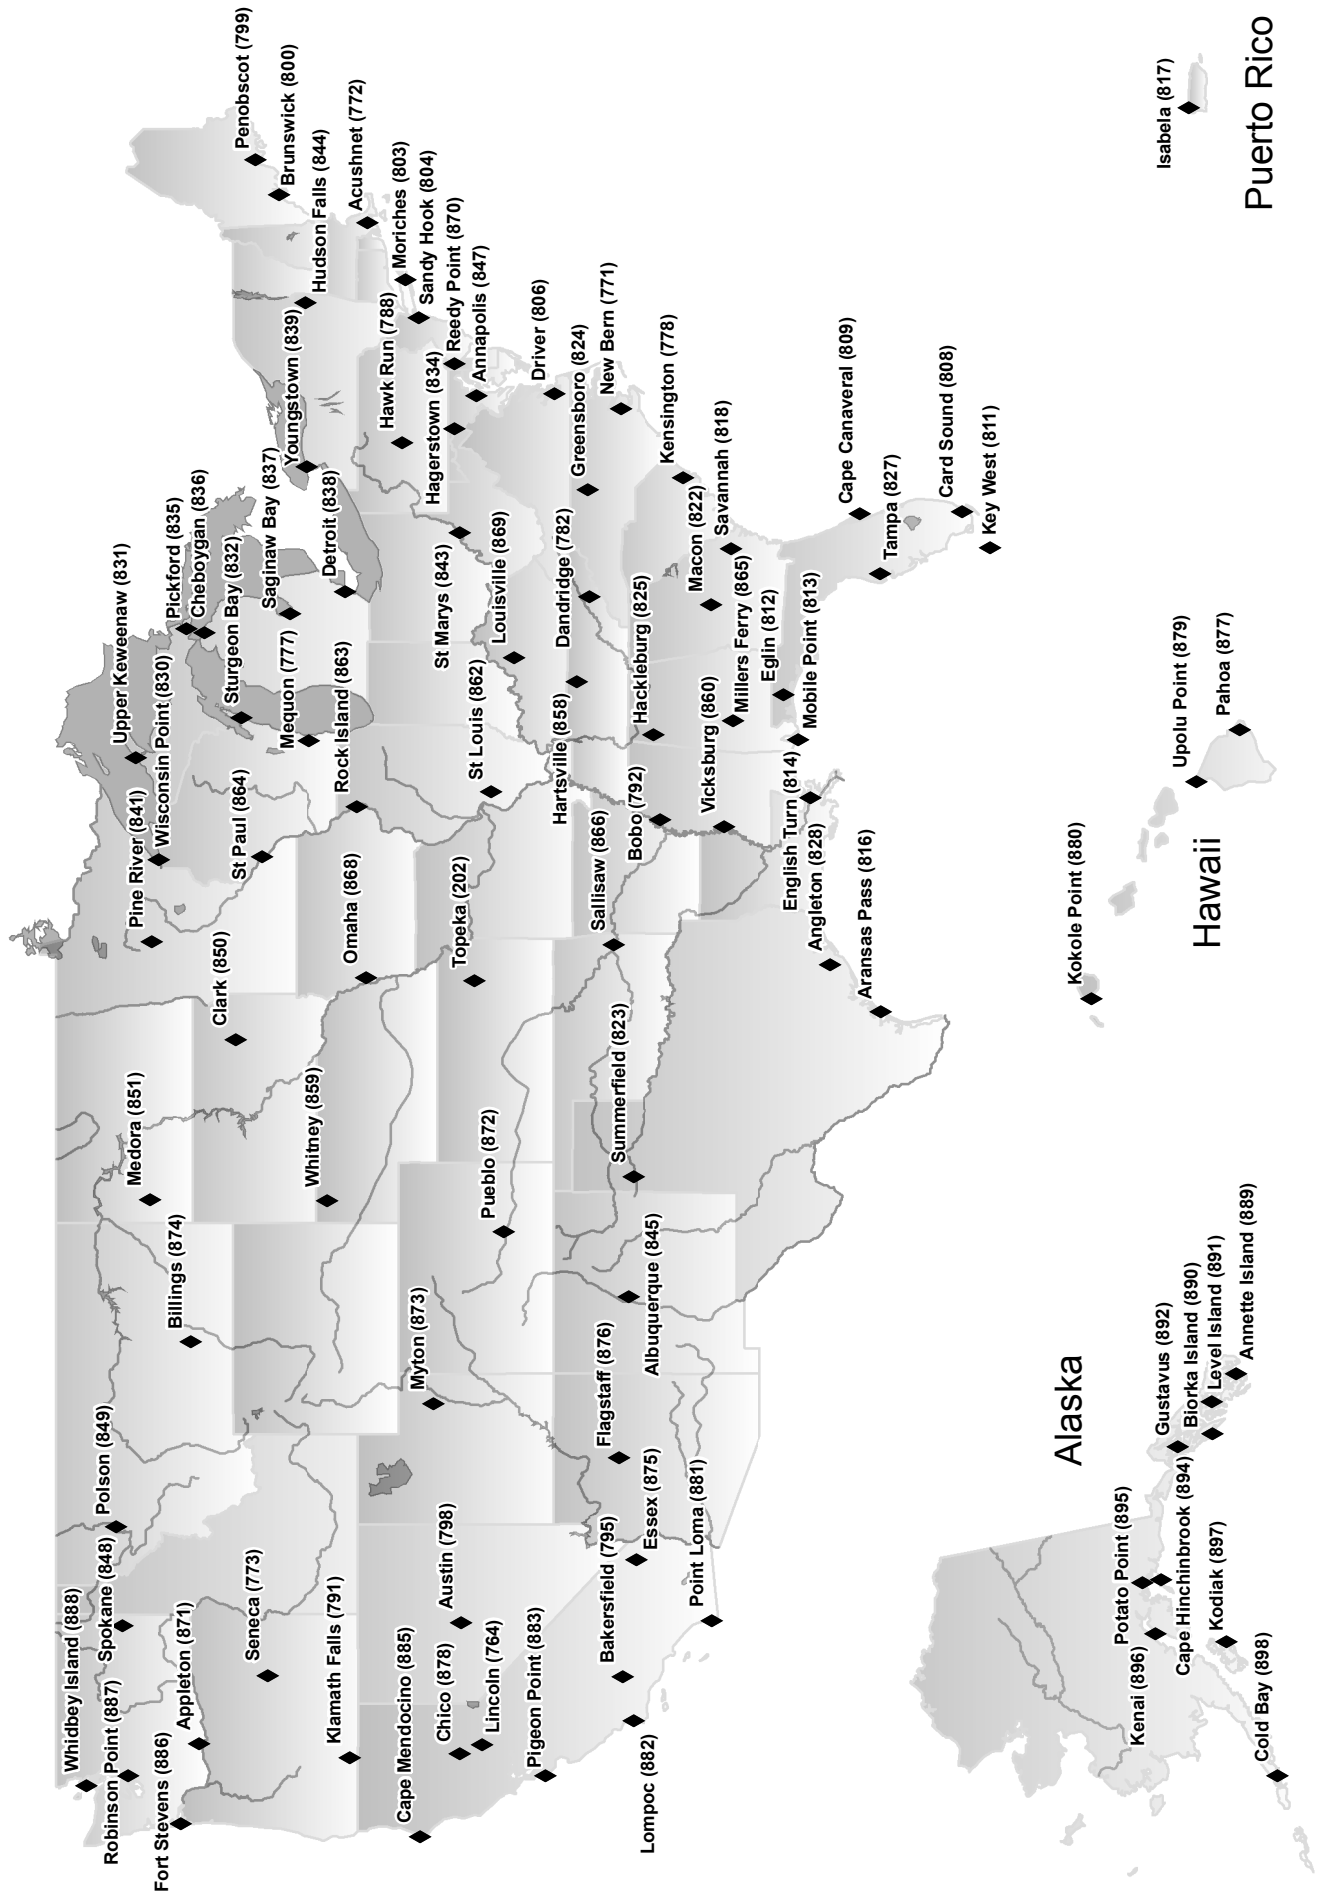 Whidbey Island (888)
Robinson Point (887)
Spokane (848)
Polson (849)
Fort Stevens (886)
Appleton (871)
Seneca (773)
Klamath Falls (791)
Billings (874)
Medora (851)
Clark (850)
Whitney (859)
Pine River (841)
Wisconsin Point (830)
Upper Keweenaw (831)
St Paul (864)
Pickford (835)
Cheboygan (836)
Sturgeon Bay (832)
Saginaw Bay (837)
Mequon (777)
Detroit (838)
Rock Island (863)
Youngstown (839)
Hudson Falls (844)
Penobscot (799)
Brunswick (800)
Acushnet (772)
Moriches (803)
Sandy Hook (804)
Hawk Run (788)
Reedy Point (870)
Hagerstown (834)
Annapolis (847)
Driver (806)
Cape Mendocino (885)
Chico (878)
Lincoln (764)
Austin (798)
Pigeon Point (883)
Myton (873)
Pueblo (872)
Omaha (868)
Topeka (202)
St Louis (862)
St Marys (843)
Louisville (869)
Dandridge (782)
Hartsville (858)
Greensboro (824)
New Bern (771)
Kensington (778)
Lompoc (882)
Bakersfield (795)
Essex (875)
Point Loma (881)
Flagstaff (876)
Albuquerque (845)
Summerfield (823)
Sallisaw (866)
Bobo (792)
Hackleburg (825)
Vicksburg (860)
Millers Ferry (865)
Macon (822)
Savannah (818)
Eglin (812)
Mobile Point (813)
English Turn (814)
Angleton (828)
Aransas Pass (816)
Cape Canaveral (809)
Tampa (827)
Card Sound (808)
Key West (811)
Alaska
Kenai (896)
Potato Point (895)
Cape Hinchinbrook (894)
Kodiak (897)
Cold Bay (898)
Gustavus (892)
Biorka Island (890)
Level Island (891)
Annette Island (889)
Hawaii
Kokole Point (880)
Upolu Point (879)
Pahoa (877)
Puerto Rico
Isabela (817)